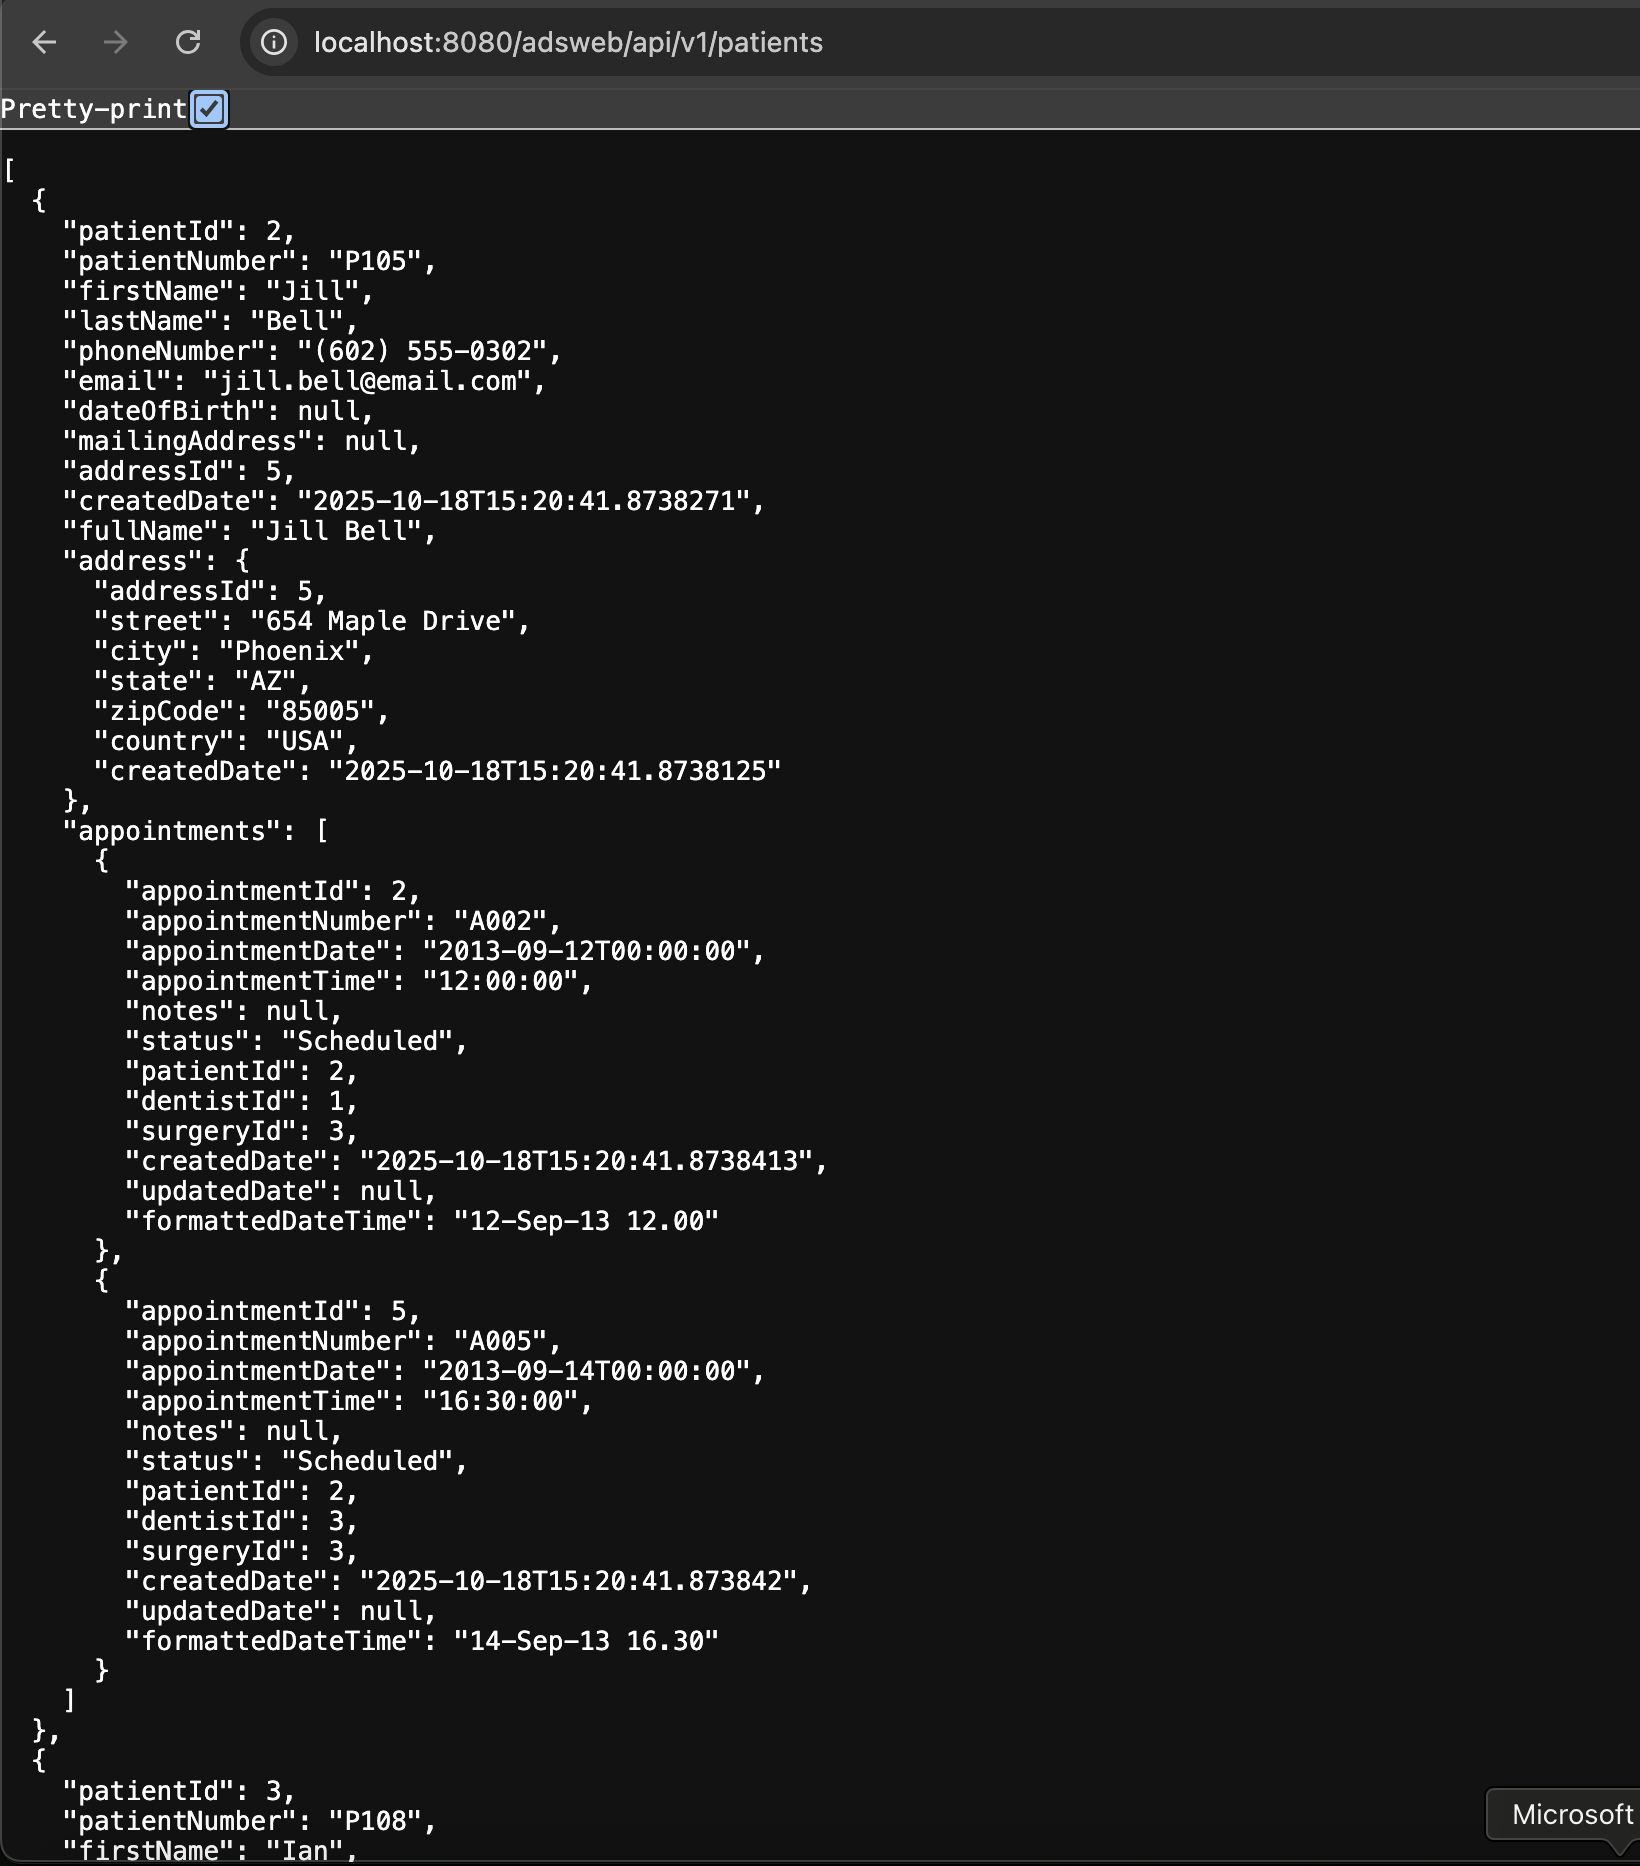 localhost:8080/adsweb/api/v1/patients
Pretty-print
[
  {
    "patientId": 2,
    "patientNumber": "P105",
    "firstName": "Jill",
    "lastName": "Bell",
    "phoneNumber": "(602) 555-0302",
    "email": "jill.bell@email.com",
    "dateOfBirth": null,
    "mailingAddress": null,
    "addressId": 5,
    "createdDate": "2025-10-18T15:20:41.8738271",
    "fullName": "Jill Bell",
    "address": {
      "addressId": 5,
      "street": "654 Maple Drive",
      "city": "Phoenix",
      "state": "AZ",
      "zipCode": "85005",
      "country": "USA",
      "createdDate": "2025-10-18T15:20:41.8738125"
    },
    "appointments": [
      {
        "appointmentId": 2,
        "appointmentNumber": "A002",
        "appointmentDate": "2013-09-12T00:00:00",
        "appointmentTime": "12:00:00",
        "notes": null,
        "status": "Scheduled",
        "patientId": 2,
        "dentistId": 1,
        "surgeryId": 3,
        "createdDate": "2025-10-18T15:20:41.8738413",
        "updatedDate": null,
        "formattedDateTime": "12-Sep-13 12.00"
      },
      {
        "appointmentId": 5,
        "appointmentNumber": "A005",
        "appointmentDate": "2013-09-14T00:00:00",
        "appointmentTime": "16:30:00",
        "notes": null,
        "status": "Scheduled",
        "patientId": 2,
        "dentistId": 3,
        "surgeryId": 3,
        "createdDate": "2025-10-18T15:20:41.873842",
        "updatedDate": null,
        "formattedDateTime": "14-Sep-13 16.30"
      }
    ]
  },
  {
    "patientId": 3,
    "patientNumber": "P108",
    "firstName": "Ian",
Microsoft